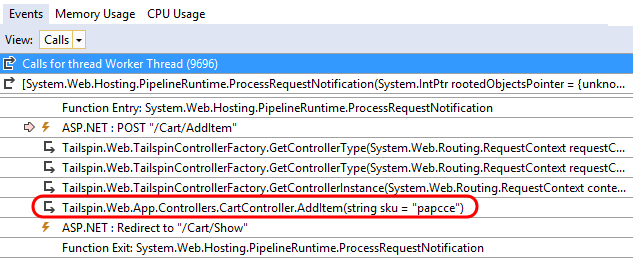 Events Memory Usage CPU Usage
View: Calls
Calls for thread Worker Thread (9696)
[System.Web.Hosting.PipelineRuntime.ProcessRequestNotification(System.IntPtr rootedObjectsPointer = {unkno...
Function Entry: System.Web.Hosting.PipelineRuntime.ProcessRequestNotification
ASP.NET : POST "/Cart/AddItem"
Tailspin.Web.TailspinControllerFactory.GetControllerType(System.Web.Routing.RequestContext requestC...
Tailspin.Web.TailspinControllerFactory.GetControllerType(System.Web.Routing.RequestContext requestC...
Tailspin.Web.TailspinControllerFactory.GetControllerInstance(System.Web.Routing.RequestContext conte...
Tailspin.Web.App.Controllers.CartController.AddItem(string sku = "papcce")
ASP.NET : Redirect to "/Cart/Show"
Function Exit: System.Web.Hosting.PipelineRuntime.ProcessRequestNotification